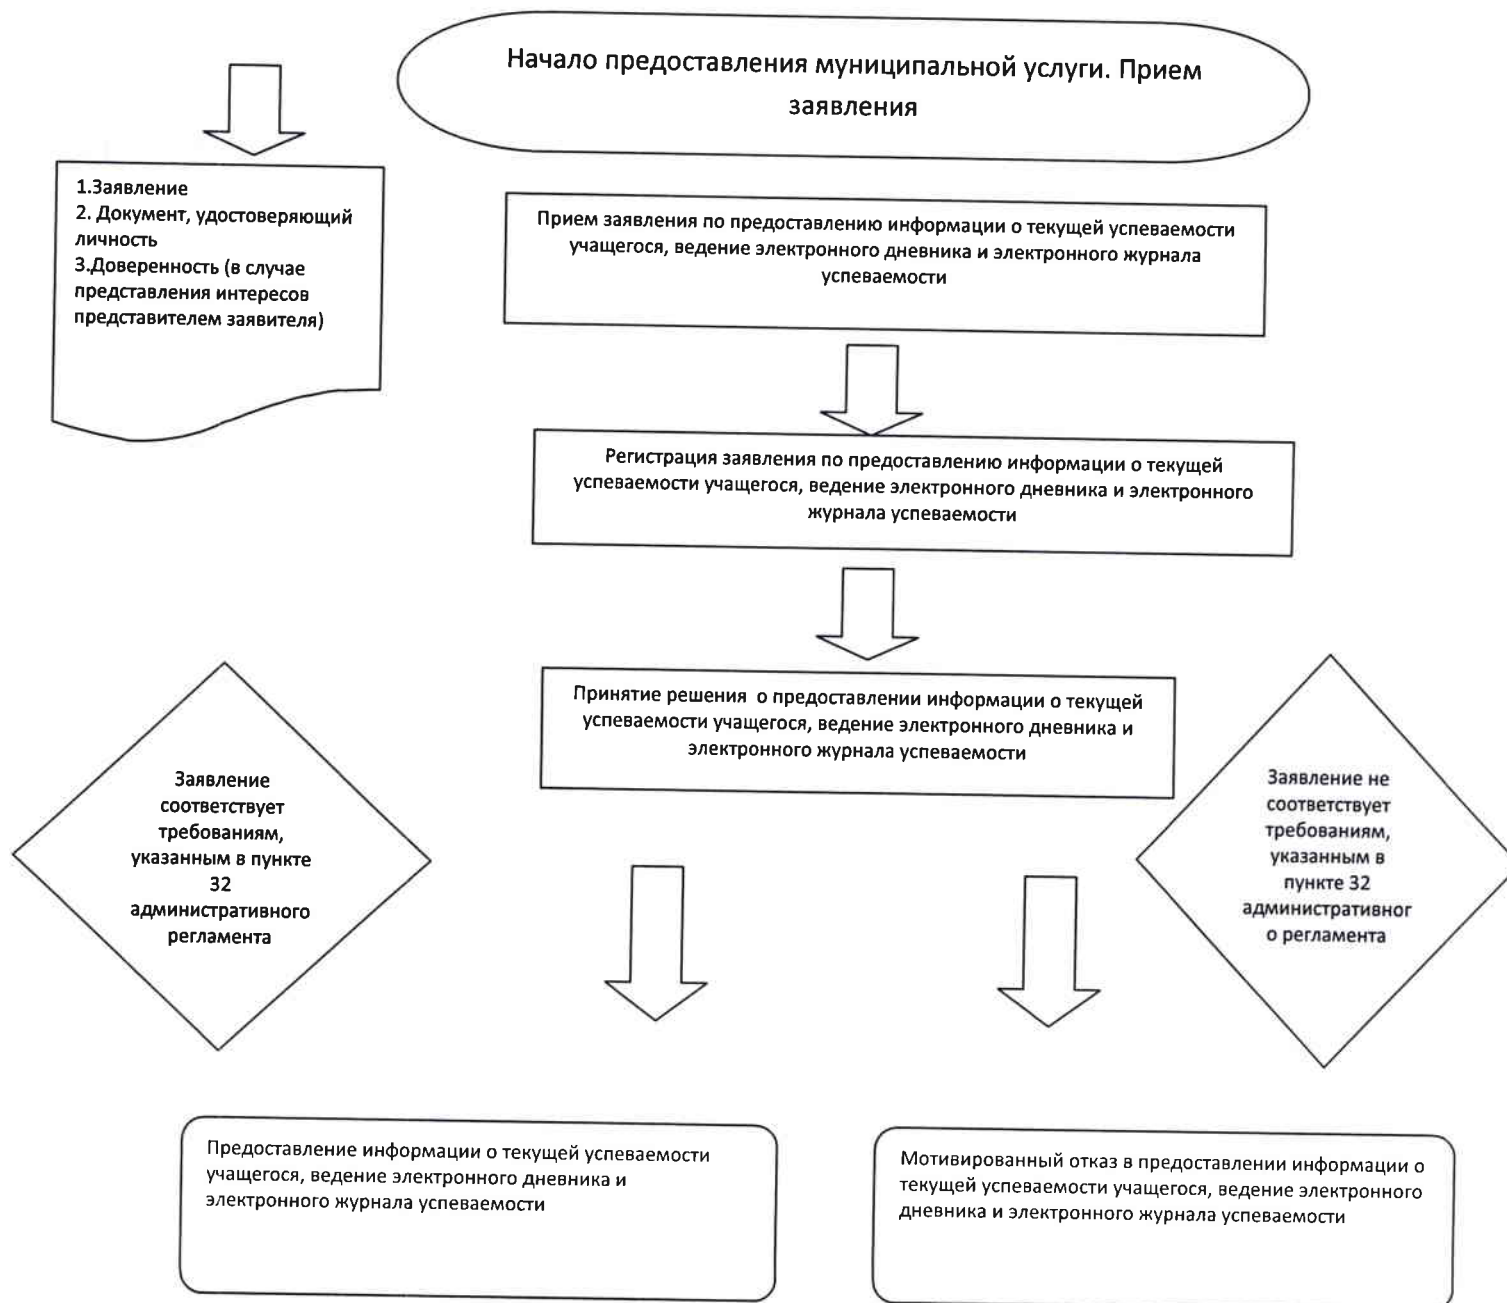 Начало предоставления муниципальной услуги. Прием
заявления
1.Заявление
2. Документ, удостоверяющий
личность
3.Доверенность (в случае
представления интересов
представителем заявителя)
Прием заявления по предоставлению информации о текущей успеваемости
учащегося, ведение электронного дневника и электронного журнала
успеваемости
Регистрация заявления по предоставлению информации о текущей
успеваемости учащегося, ведение электронного дневника и электронного
журнала успеваемости
Принятие решения о предоставлении информации о текущей
успеваемости учащегося, ведение электронного дневника и
электронного журнала успеваемости
Заявление
соответствует
требованиям,
указанным в пункте
32
административного
регламента
Заявление не
соответствует
требованиям,
указанным в
пункте 32
административног
о регламента
Предоставление информации о текущей успеваемости
учащегося, ведение электронного дневника и
электронного журнала успеваемости
Мотивированный отказ в предоставлении информации о
текущей успеваемости учащегося, ведение электронного
дневника и электронного журнала успеваемости